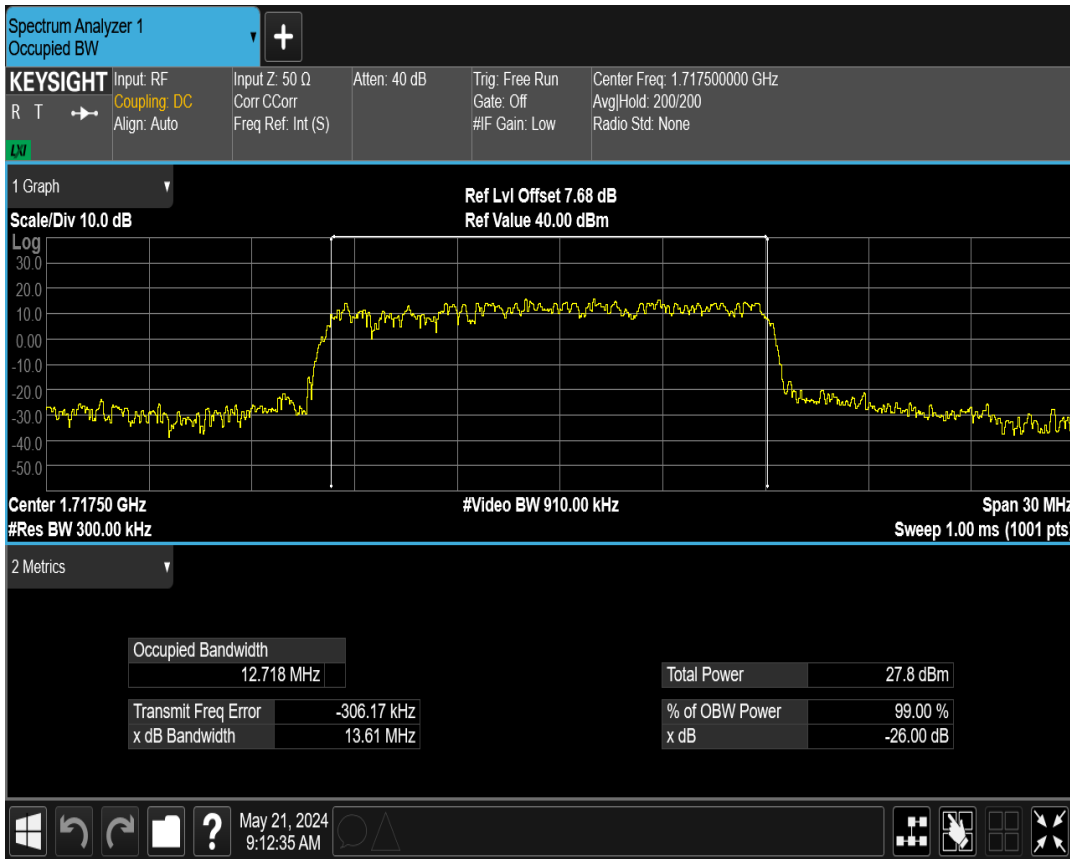 Spectrum Analyzer 1
Occupied BW
KEYSIGHT
R T
LXI
Input: RF
Coupling: DC
Align: Auto
Input Z: 50 Ω
Corr CCorr
Freq Ref: Int (S)
Atten: 40 dB
Trig: Free Run
Gate: Off
#IF Gain: Low
Center Freq: 1.717500000 GHz
Avg|Hold: 200/200
Radio Std: None
1 Graph
Scale/Div 10.0 dB
Ref Lvl Offset 7.68 dB
Ref Value 40.00 dBm
Log
30.0
20.0
10.0
0.00
-10.0
-20.0
-30.0
-40.0
-50.0
Center 1.71750 GHz
#Video BW 910.00 kHz
Span 30 MHz
#Res BW 300.00 kHz
Sweep 1.00 ms (1001 pts)
2 Metrics
Occupied Bandwidth
12.718 MHz
Total Power 27.8 dBm
Transmit Freq Error -306.17 kHz
% of OBW Power 99.00 %
x dB Bandwidth 13.61 MHz
x dB -26.00 dB
?
May 21, 2024
9:12:35 AM